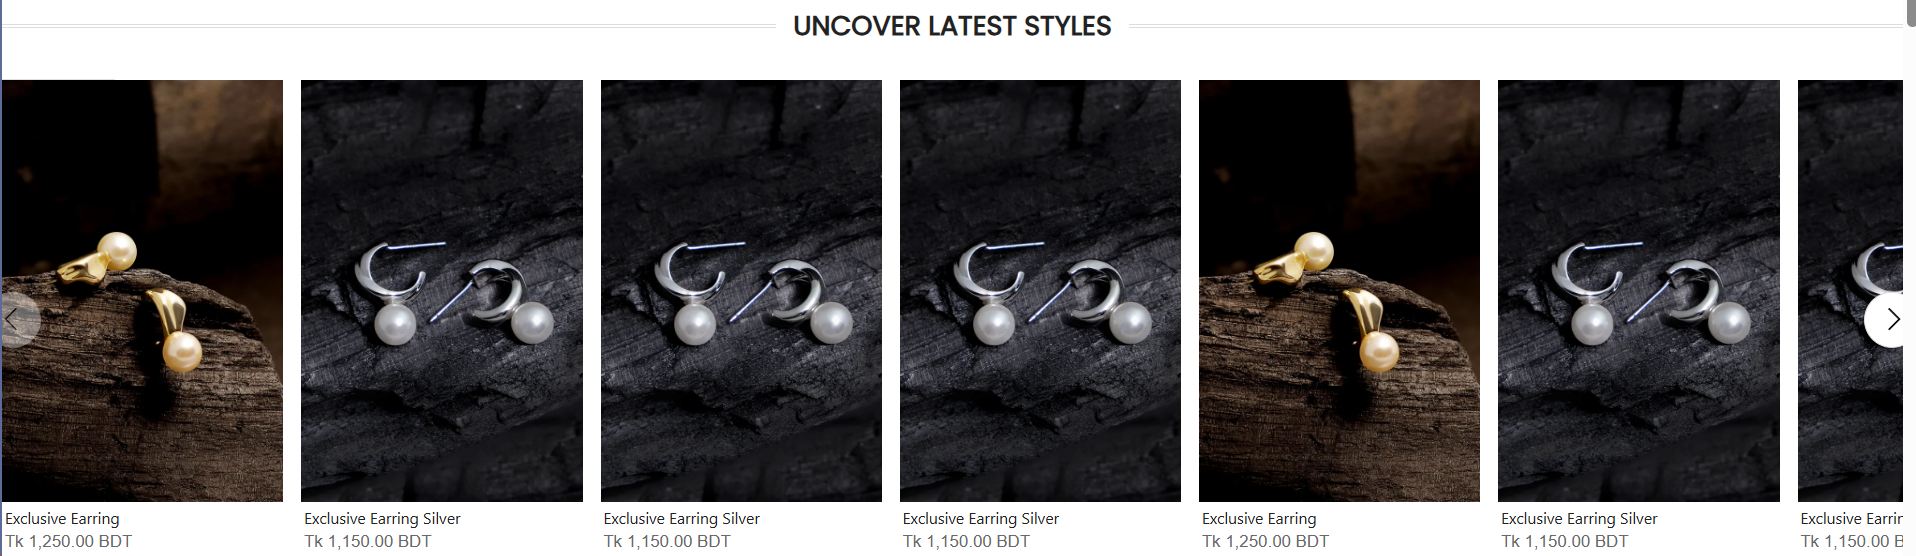 UNCOVER LATEST STYLES
Exclusive Earring
Tk 1,250.00 BDT
Exclusive Earring Silver
Tk 1,150.00 BDT
Exclusive Earring Silver
Tk 1,150.00 BDT
Exclusive Earring Silver
Tk 1,150.00 BDT
Exclusive Earring
Tk 1,250.00 BDT
Exclusive Earring Silver
Tk 1,150.00 BDT
Exclusive
Tk 1,150.00